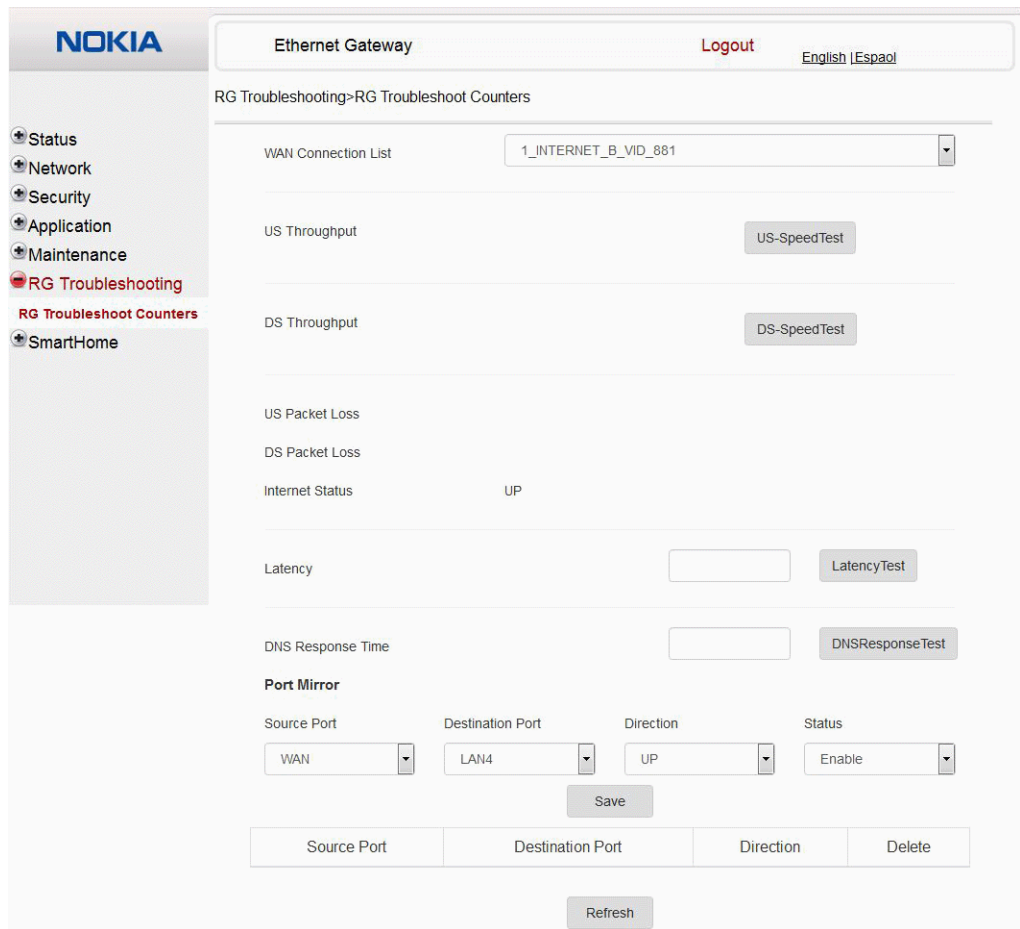 NOKIA
Ethernet Gateway
Logout
English | Espaol
RG Troubleshooting>RG Troubleshoot Counters
Status
Network
Security
Application
Maintenance
RG Troubleshooting
RG Troubleshoot Counters
SmartHome
WAN Connection List
1_INTERNET_B_VID_881
US Throughput
US-SpeedTest
DS Throughput
DS-SpeedTest
US Packet Loss
DS Packet Loss
Internet Status UP
Latency
LatencyTest
DNS Response Time
DNSResponseTest
Port Mirror
Source Port Destination Port Direction Status
WAN LAN4 UP Enable
Save
Source Port Destination Port Direction Delete
Refresh